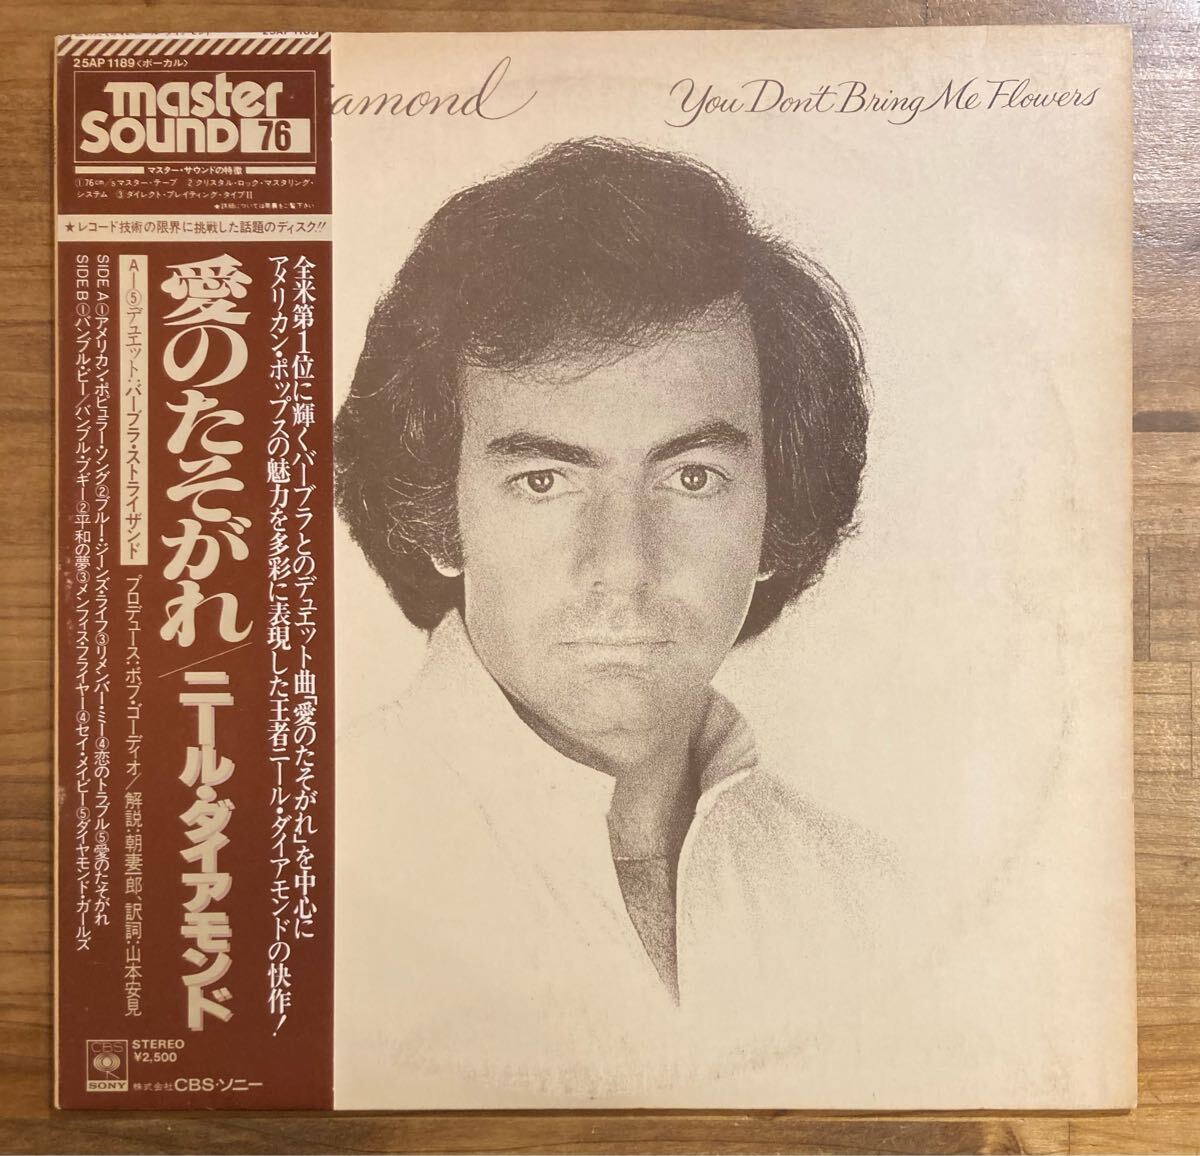 25AP 1189〈ボーカル〉
master
SOUND 76
マスター・サウンドの特徴
①76cm/sマスター・テープ ②クリスタル・ロック・マスタリング・
システム ③ダイレクト・プレイティング・タイプII
★詳細については帯裏をご覧下さい
★レコード技術の限界に挑戦した話題のディスク!!
全米第1位に輝くバーブラとのデュエット曲「愛のたそがれ」を中心に
アメリカン・ポップスの魅力を多彩に表現した王者ニール・ダイアモンドの快作!
愛のたそがれ/ニール・ダイアモンド
A—⑤デュエット:バーブラ・ストライザンド プロデュース:ボブ・ゴーディオ/解説:朝妻一郎、訳詞:山本安見
SIDE A①アメリカン・ポピュラー・ソング②ブルー・ジーンズ・ライフ③リメンバー・ミー④恋のトラブル⑤愛のたそがれ
SIDE B①バンブル・ビー/バンブル・ブギー②平和の夢③メンフィス・フライヤー④セイ・メイビー⑤ダイヤモンド・ガールズ
CBS
SONY
STEREO
¥2,500
株式会社CBS・ソニー
iamond
You Don't Bring Me Flowers